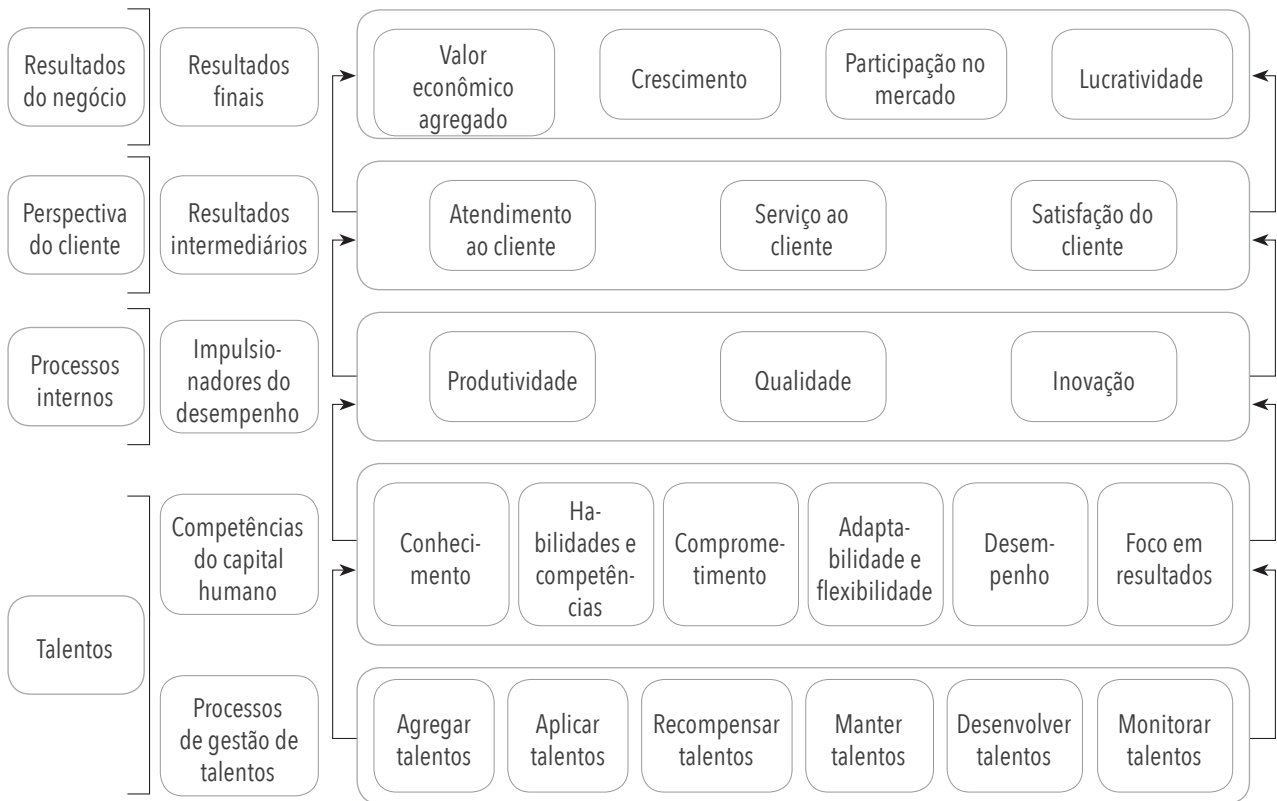 Resultados
do negócio
Resultados
finais
Valor
econômico
agregado
Crescimento
Participação no
mercado
Lucratividade
Perspectiva
do cliente
Resultados
intermediários
Atendimento
ao cliente
Serviço ao
cliente
Satisfação do
cliente
Processos
internos
Impulsio-
nadores do
desempenho
Produtividade
Qualidade
Inovação
Talentos
Competências
do capital
humano
Conheci-
mento
Ha-
bilidades e
competên-
cias
Comprome-
timento
Adapta-
bilidade e
flexibilidade
Desem-
penho
Foco em
resultados
Processos
de gestão de
talentos
Agregar
talentos
Aplicar
talentos
Recompensar
talentos
Manter
talentos
Desenvolver
talentos
Monitorar
talentos